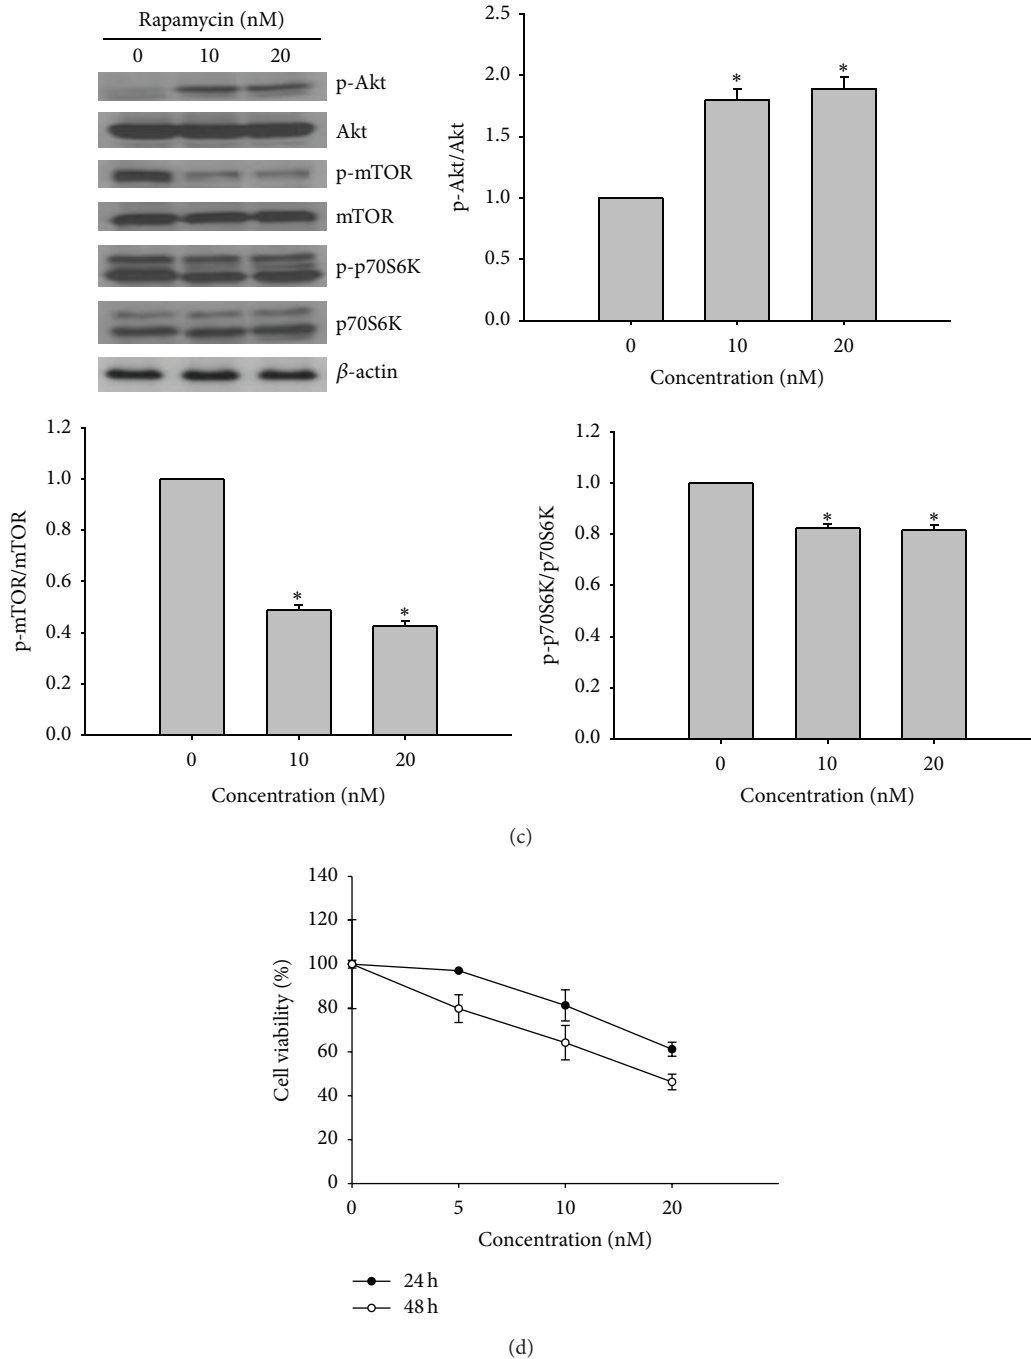 Rapamycin (nM)
0 10 20
p-Akt
Akt
p-mTOR
mTOR
p-p70S6K
p70S6K
β-actin
2.5
2.0
1.5
1.0
0.5
0.0
p-Akt/Akt
* *
0 10 20
Concentration (nM)
1.2
1.0
0.8
0.6
0.4
0.2
0.0
p-mTOR/mTOR
* *
0 10 20
Concentration (nM)
1.2
1.0
0.8
0.6
0.4
0.2
0.0
p-p70S6K/p70S6K
* *
0 10 20
Concentration (nM)
(c)
140
120
100
80
60
40
20
0
Cell viability (%)
0 5 10 20
Concentration (nM)
24 h
48 h
(d)